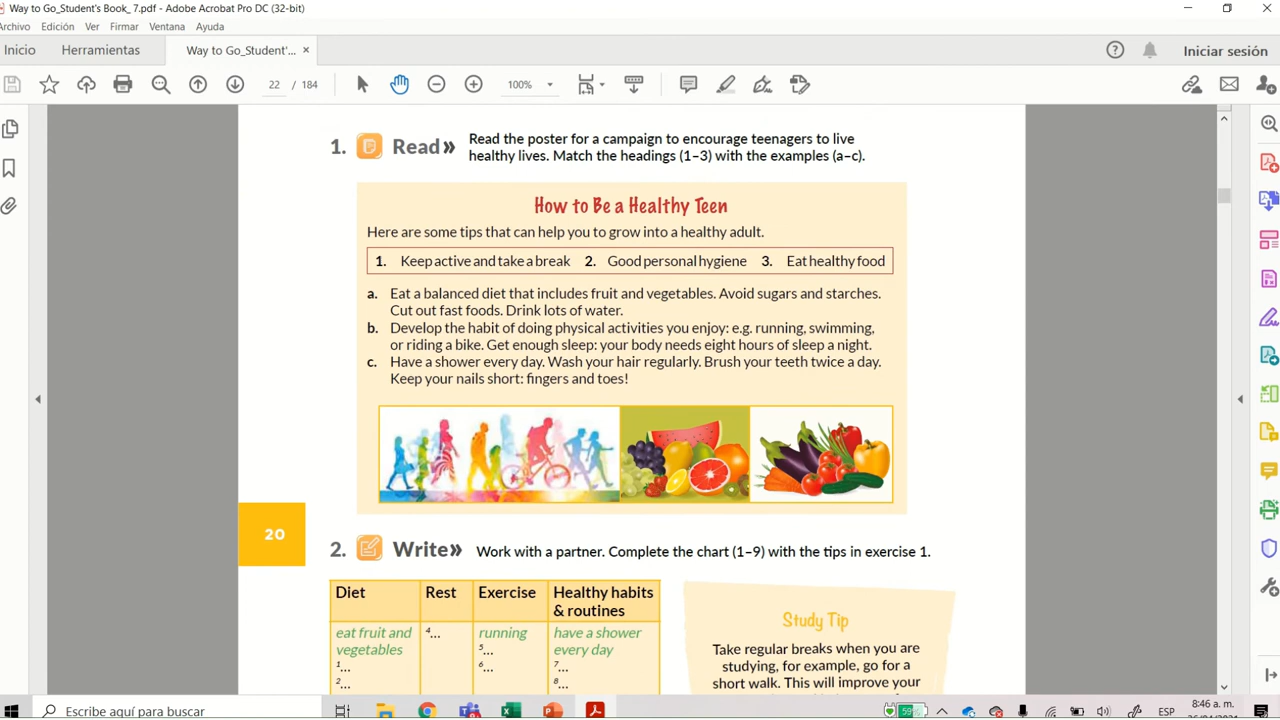 Way to Go_Student's Book_ 7.pdf - Adobe Acrobat Pro DC (32-bit)
Archivo Edición Ver Firmar Ventana Ayuda
Inicio Herramientas Way to Go_Student'... × Iniciar sesión
22 / 184 100%
1. Read» Read the poster for a campaign to encourage teenagers to live
healthy lives. Match the headings (1–3) with the examples (a–c).
How to Be a Healthy Teen
Here are some tips that can help you to grow into a healthy adult.
1. Keep active and take a break 2. Good personal hygiene 3. Eat healthy food
a. Eat a balanced diet that includes fruit and vegetables. Avoid sugars and starches.
Cut out fast foods. Drink lots of water.
b. Develop the habit of doing physical activities you enjoy: e.g. running, swimming,
or riding a bike. Get enough sleep: your body needs eight hours of sleep a night.
c. Have a shower every day. Wash your hair regularly. Brush your teeth twice a day.
Keep your nails short: fingers and toes!
20
2. Write» Work with a partner. Complete the chart (1–9) with the tips in exercise 1.
Diet Rest Exercise Healthy habits
& routines
eat fruit and
vegetables
1...
2...
4...
running
5...
6...
have a shower
every day
7...
8...
Study Tip
Take regular breaks when you are
studying, for example, go for a
short walk. This will improve your
Escribe aquí para buscar
59%
ESP
8:46 a. m.